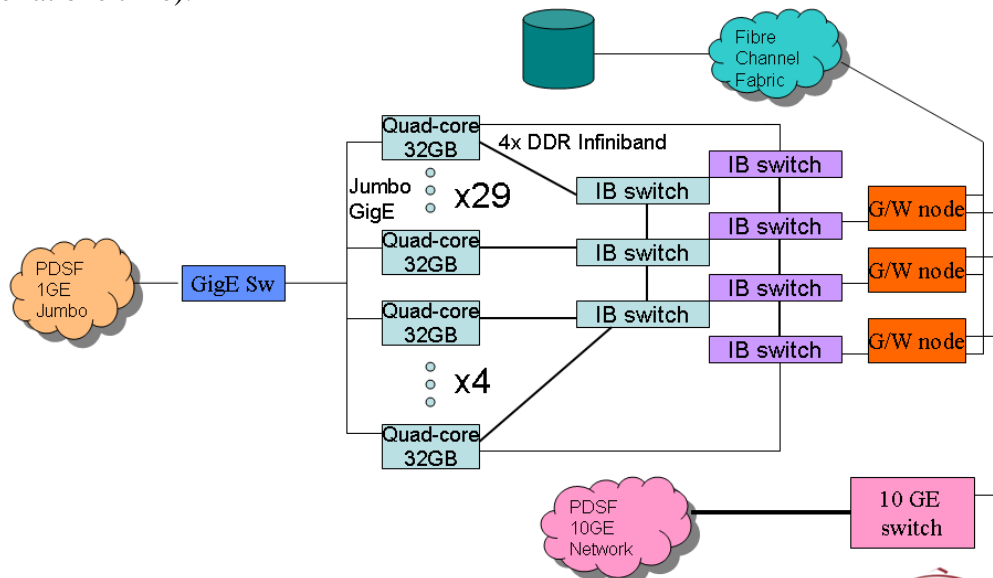 Fibre
Channel
Fabric
Quad-core
32GB
4x DDR Infiniband
IB switch
Jumbo
GigE
x29
IB switch
G/W node
IB switch
Quad-core
32GB
IB switch
G/W node
PDSF
1GE
Jumbo
GigE Sw
IB switch
Quad-core
32GB
IB switch
G/W node
IB switch
x4
Quad-core
32GB
PDSF
10GE
Network
10 GE
switch